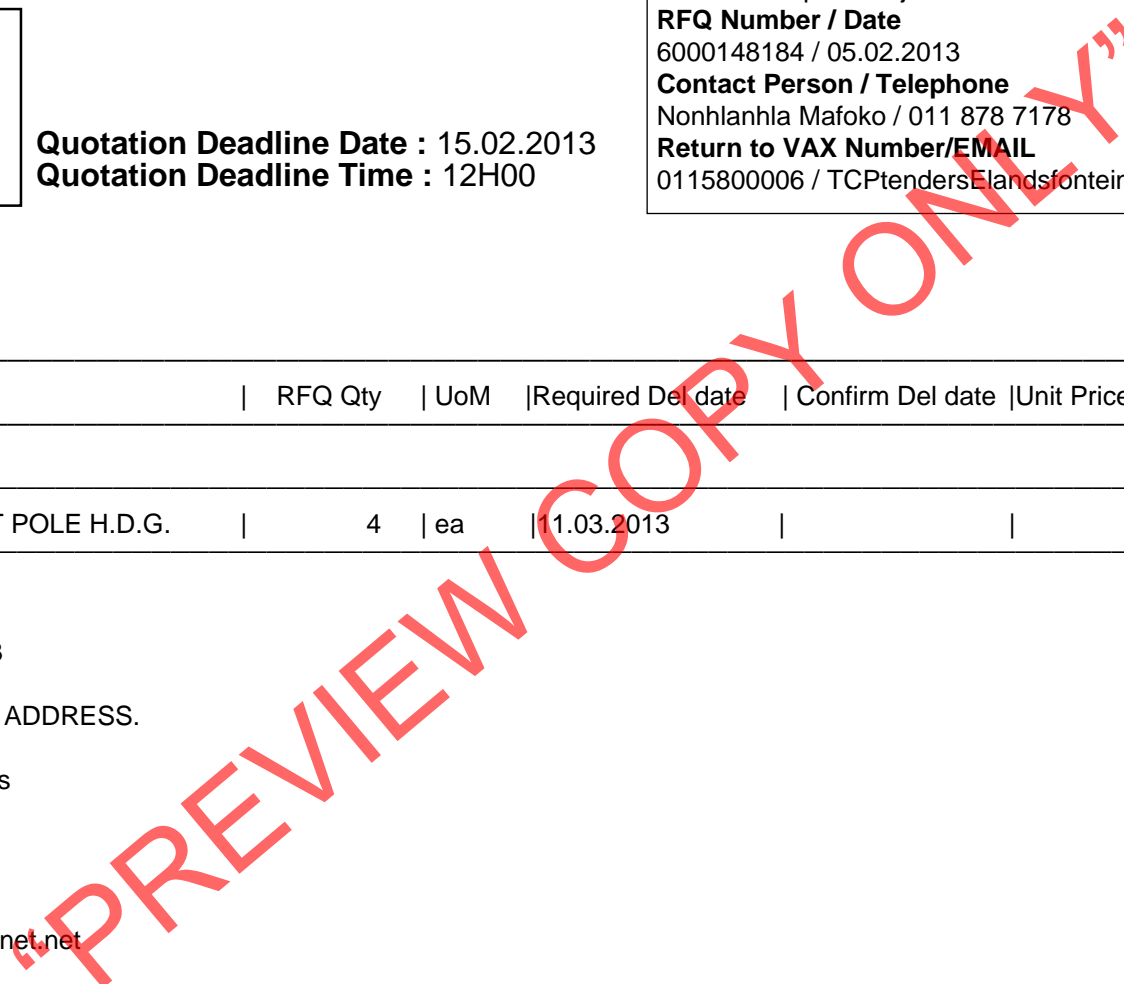 RFQ Number / Date
6000148184 / 05.02.2013
Contact Person / Telephone
Nonhlanhla Mafoko / 011 878 7178
Quotation Deadline Date : 15.02.2013
Return to VAX Number/EMAIL
Quotation Deadline Time : 12H00
0115800006 / TCPtendersElandsfontein
| RFQ Qty | UoM |Required Del date | Confirm Del date |Unit Price
POLE H.D.G. | 4 | ea |11.03.2013 | |
ADDRESS.
net.net
“PREVIEW COPY ONLY”